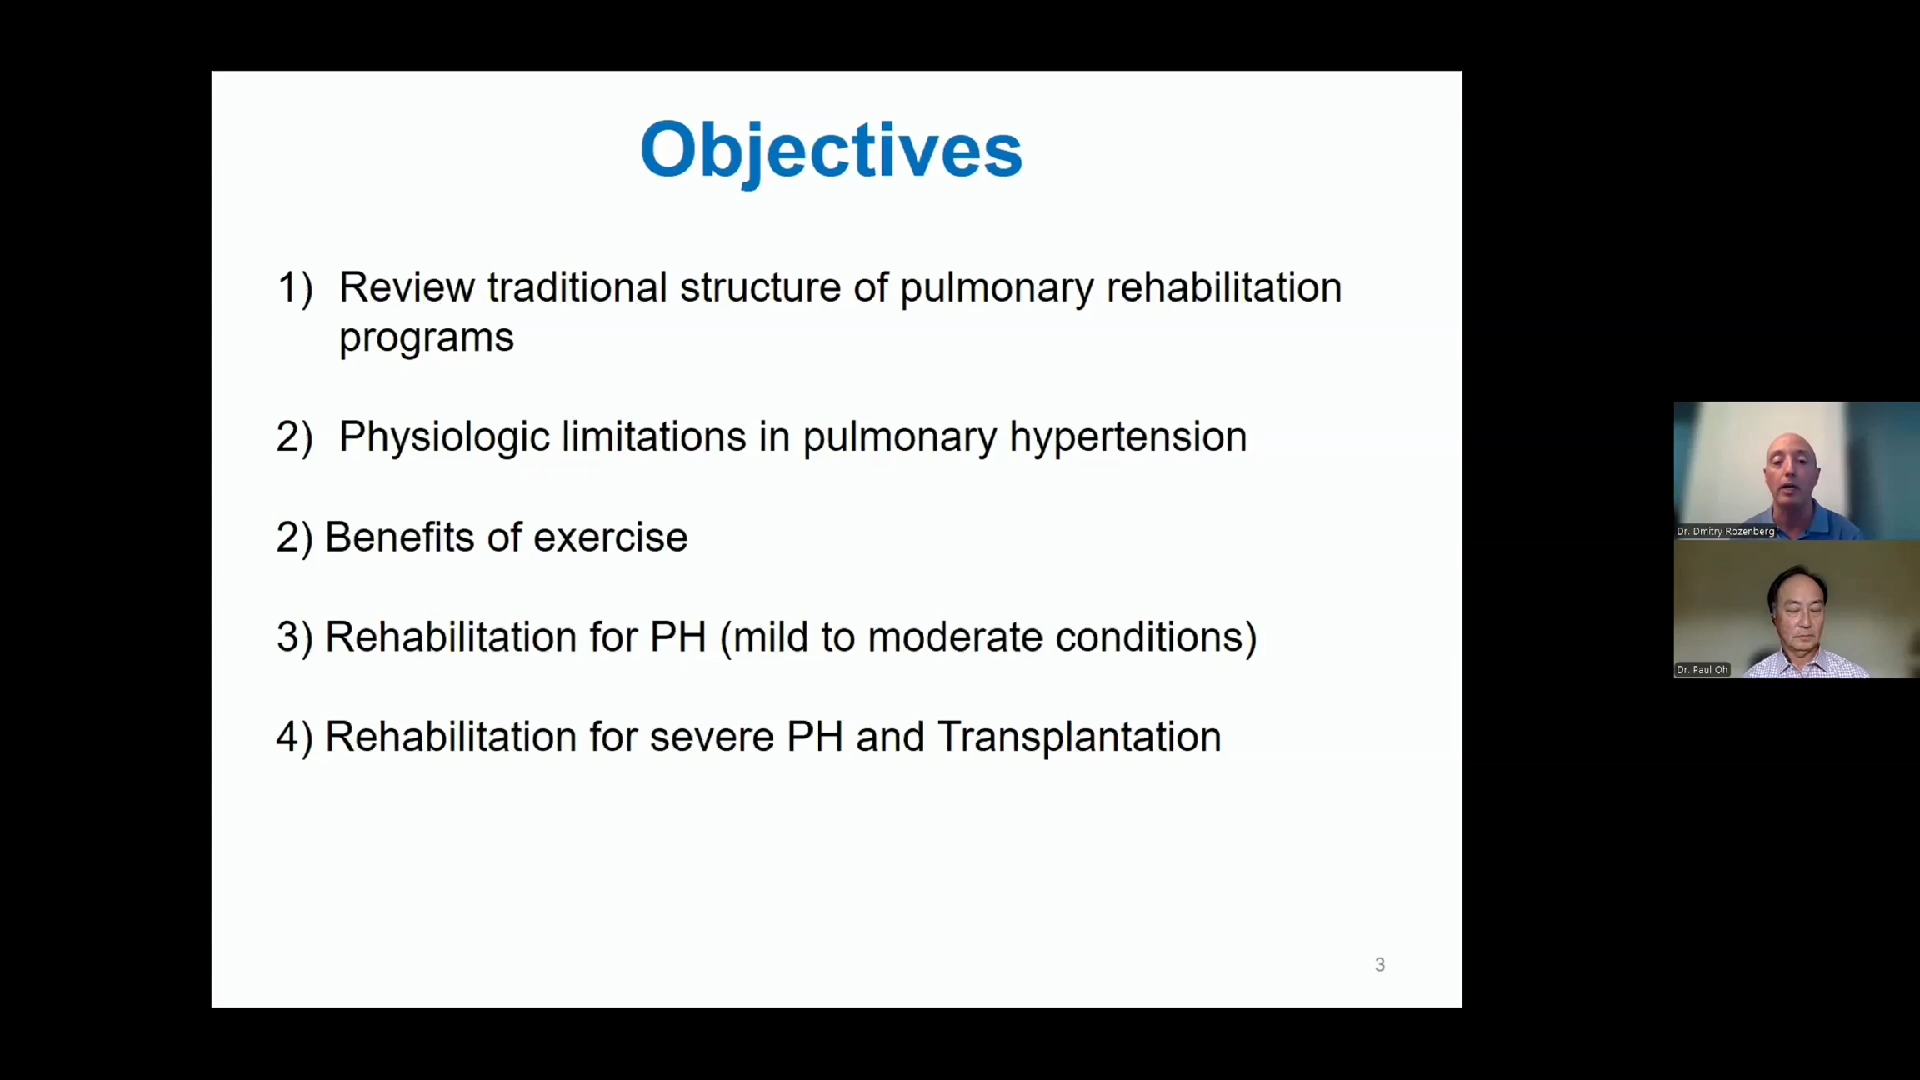 Objectives
1) Review traditional structure of pulmonary rehabilitation
programs
2) Physiologic limitations in pulmonary hypertension
2) Benefits of exercise
3) Rehabilitation for PH (mild to moderate conditions)
4) Rehabilitation for severe PH and Transplantation
3
Dr. Dmitry Rozenberg
Dr. Paul Oh